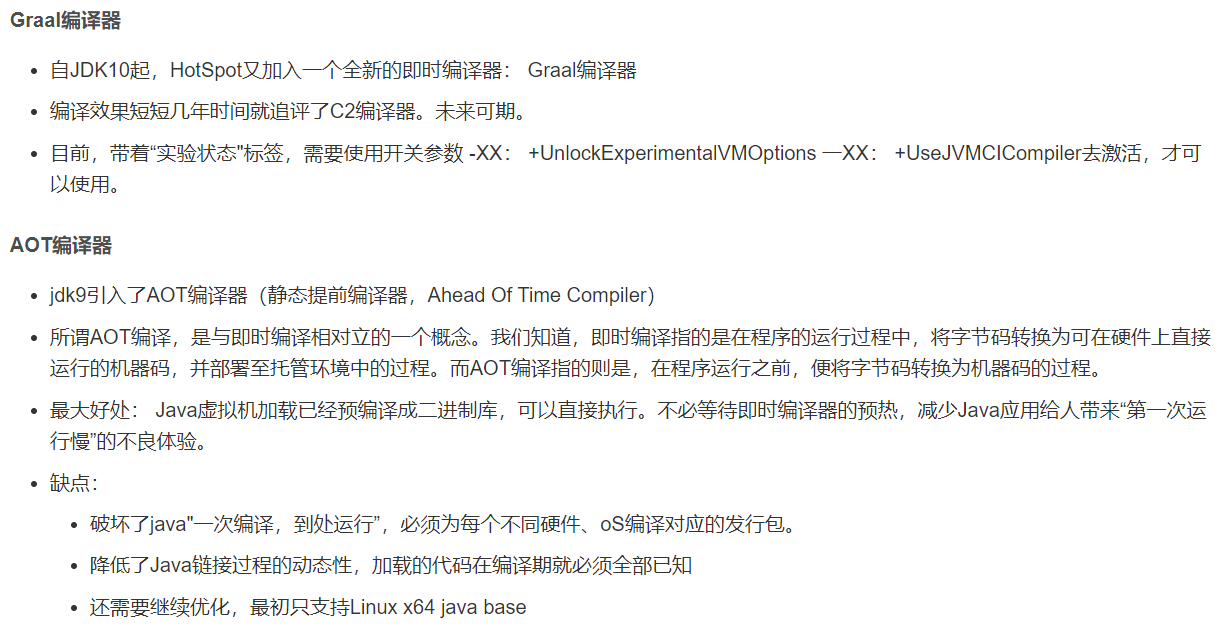 Graal编译器
自JDK10起，HotSpot又加入一个全新的即时编译器： Graal编译器
编译效果短短几年时间就追评了C2编译器。未来可期。
目前，带着“实验状态"标签，需要使用开关参数 -XX： +UnlockExperimentalVMOptions 一XX： +UseJVMCICompiler去激活，才可
以使用。
AOT编译器
jdk9引入了AOT编译器（静态提前编译器，Ahead Of Time Compiler）
所谓AOT编译，是与即时编译相对立的一个概念。我们知道，即时编译指的是在程序的运行过程中，将字节码转换为可在硬件上直接
运行的机器码，并部署至托管环境中的过程。而AOT编译指的则是，在程序运行之前，便将字节码转换为机器码的过程。
最大好处： Java虚拟机加载已经预编译成二进制库，可以直接执行。不必等待即时编译器的预热，减少Java应用给人带来“第一次运
行慢”的不良体验。
缺点：
破坏了java"一次编译，到处运行”，必须为每个不同硬件、oS编译对应的发行包。
降低了Java链接过程的动态性，加载的代码在编译期就必须全部已知
还需要继续优化，最初只支持Linux x64 java base